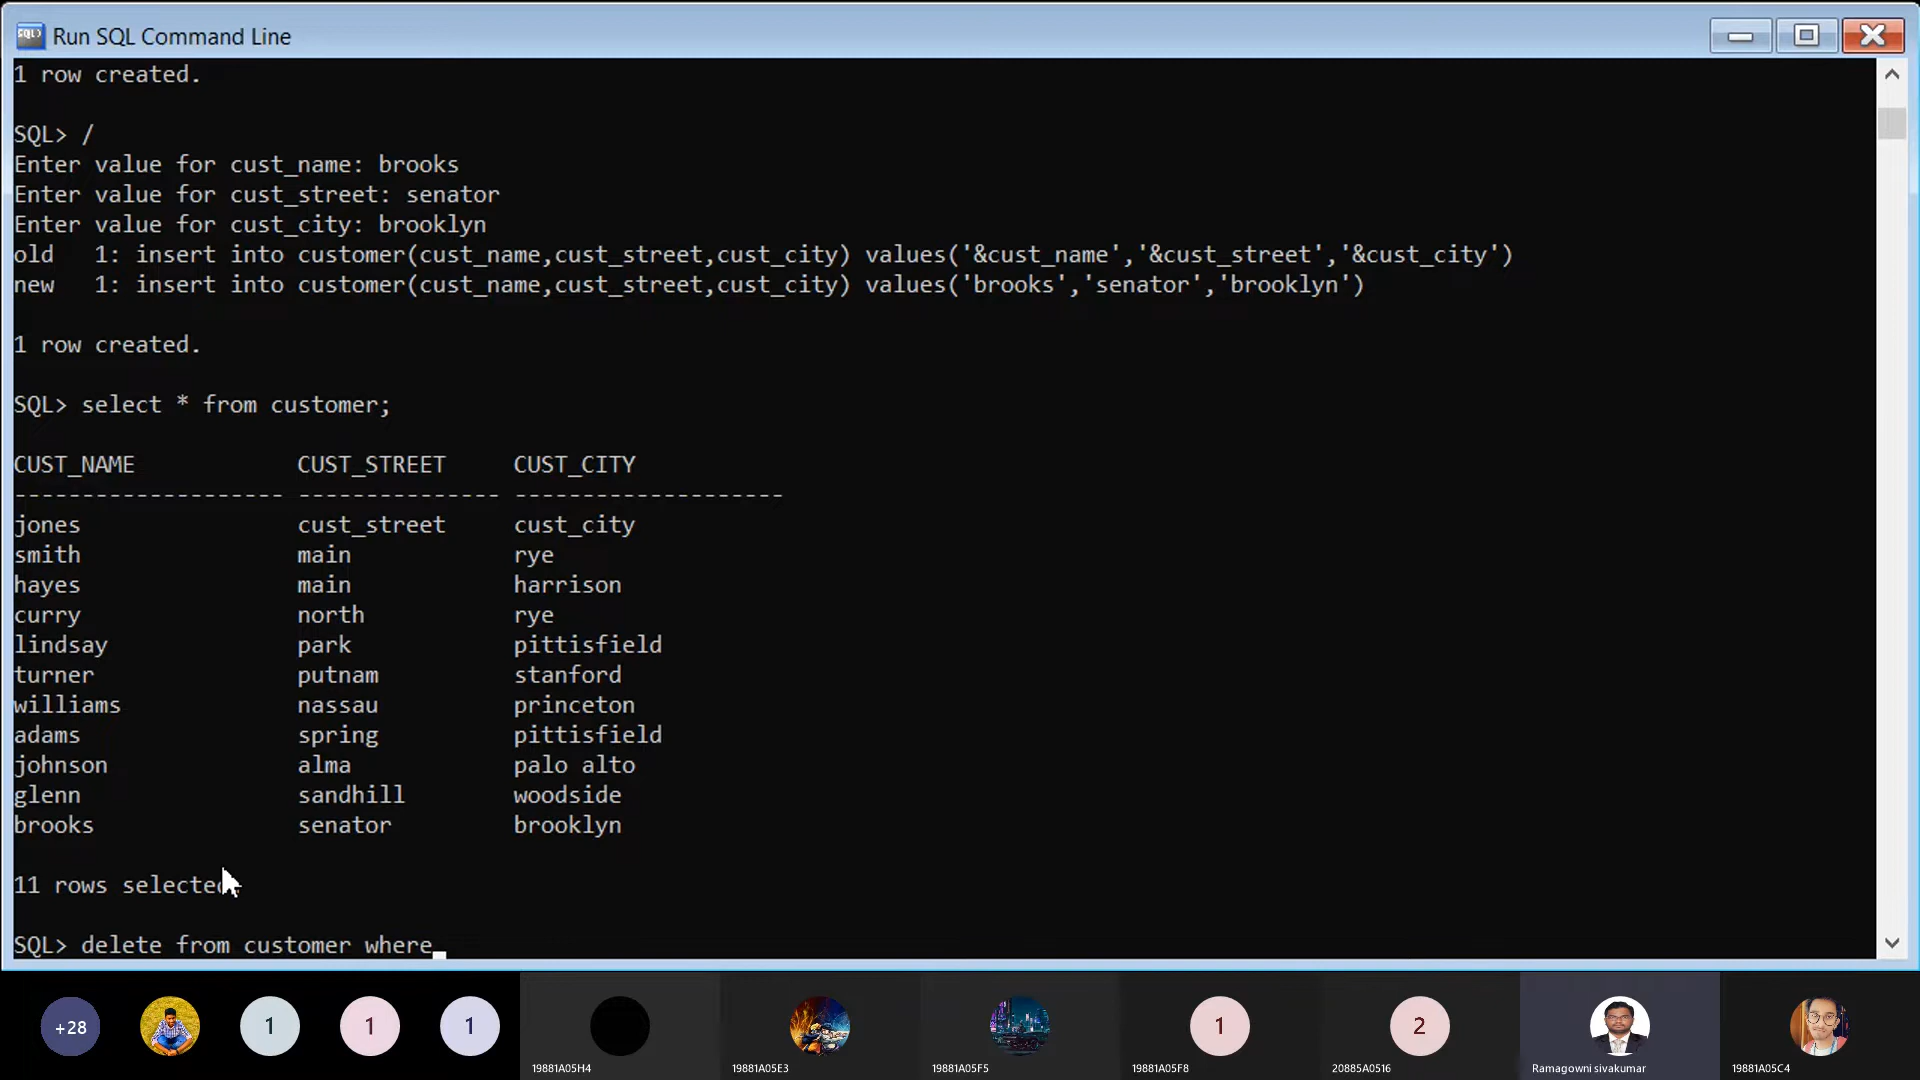 Run SQL Command Line
1 row created.
SQL> /
Enter value for cust_name: brooks
Enter value for cust_street: senator
Enter value for cust_city: brooklyn
old   1: insert into customer(cust_name,cust_street,cust_city) values('&cust_name','&cust_street','&cust_city')
new   1: insert into customer(cust_name,cust_street,cust_city) values('brooks','senator','brooklyn')
1 row created.
SQL> select * from customer;
CUST_NAME            CUST_STREET     CUST_CITY
-------------------- --------------- --------------------
jones                cust_street     cust_city
smith                main            rye
hayes                main            harrison
curry                north           rye
lindsay              park            pittisfield
turner               putnam          stanford
williams             nassau          princeton
adams                spring          pittisfield
johnson              alma            palo alto
glenn                sandhill        woodside
brooks               senator         brooklyn
11 rows selected.
SQL> delete from customer where_
+28 1 1 1 1 2
19881A05H4 19881A05E3 19881A05F5 19881A05F8 20885A0516 Ramagowni sivakumar 19881A05C4